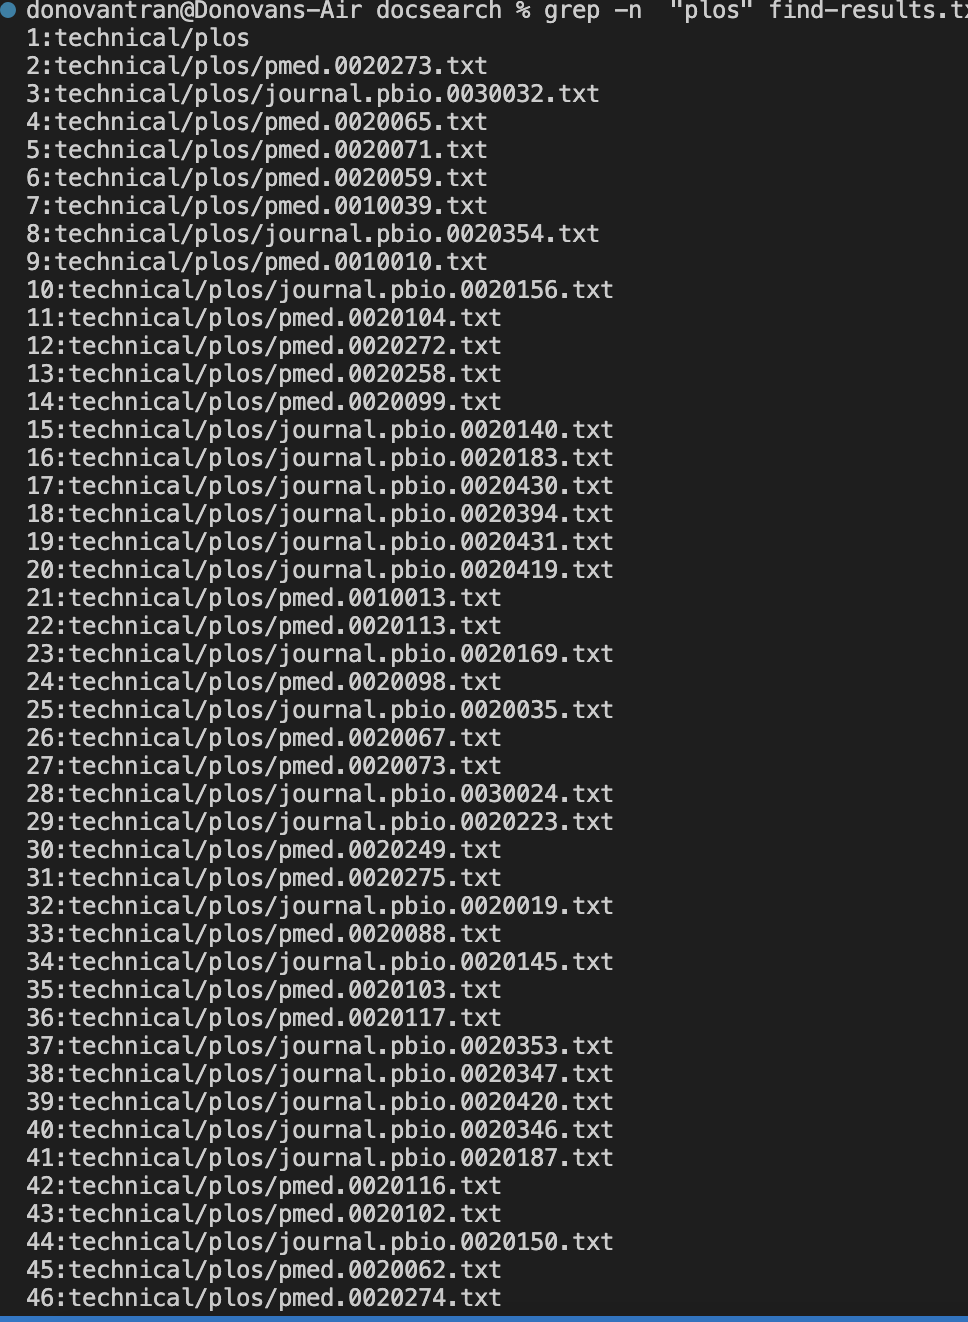 donovantran@Donovans-Air docsearch % grep -n  "plos" find-results.tx
1:technical/plos
2:technical/plos/pmed.0020273.txt
3:technical/plos/journal.pbio.0030032.txt
4:technical/plos/pmed.0020065.txt
5:technical/plos/pmed.0020071.txt
6:technical/plos/pmed.0020059.txt
7:technical/plos/pmed.0010039.txt
8:technical/plos/journal.pbio.0020354.txt
9:technical/plos/pmed.0010010.txt
10:technical/plos/journal.pbio.0020156.txt
11:technical/plos/pmed.0020104.txt
12:technical/plos/pmed.0020272.txt
13:technical/plos/pmed.0020258.txt
14:technical/plos/pmed.0020099.txt
15:technical/plos/journal.pbio.0020140.txt
16:technical/plos/journal.pbio.0020183.txt
17:technical/plos/journal.pbio.0020430.txt
18:technical/plos/journal.pbio.0020394.txt
19:technical/plos/journal.pbio.0020431.txt
20:technical/plos/journal.pbio.0020419.txt
21:technical/plos/pmed.0010013.txt
22:technical/plos/pmed.0020113.txt
23:technical/plos/journal.pbio.0020169.txt
24:technical/plos/pmed.0020098.txt
25:technical/plos/journal.pbio.0020035.txt
26:technical/plos/pmed.0020067.txt
27:technical/plos/pmed.0020073.txt
28:technical/plos/journal.pbio.0030024.txt
29:technical/plos/journal.pbio.0020223.txt
30:technical/plos/pmed.0020249.txt
31:technical/plos/pmed.0020275.txt
32:technical/plos/journal.pbio.0020019.txt
33:technical/plos/pmed.0020088.txt
34:technical/plos/journal.pbio.0020145.txt
35:technical/plos/pmed.0020103.txt
36:technical/plos/pmed.0020117.txt
37:technical/plos/journal.pbio.0020353.txt
38:technical/plos/journal.pbio.0020347.txt
39:technical/plos/journal.pbio.0020420.txt
40:technical/plos/journal.pbio.0020346.txt
41:technical/plos/journal.pbio.0020187.txt
42:technical/plos/pmed.0020116.txt
43:technical/plos/pmed.0020102.txt
44:technical/plos/journal.pbio.0020150.txt
45:technical/plos/pmed.0020062.txt
46:technical/plos/pmed.0020274.txt